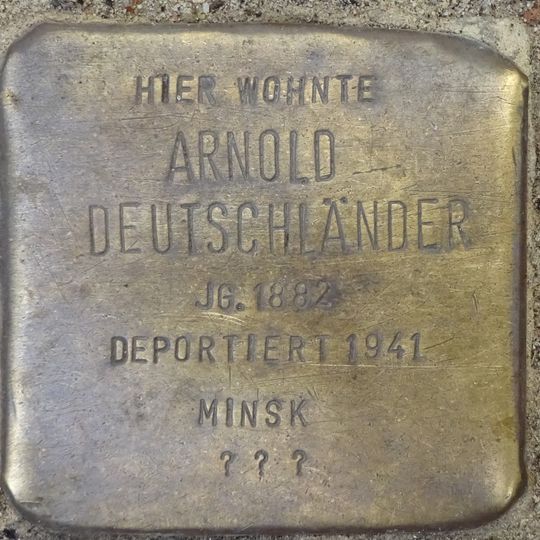 HIER WOHNTE
ARNOLD
DEUTSCHLÄNDER
JG. 1882
DEPORTIERT 1941
MINSK
? ? ?